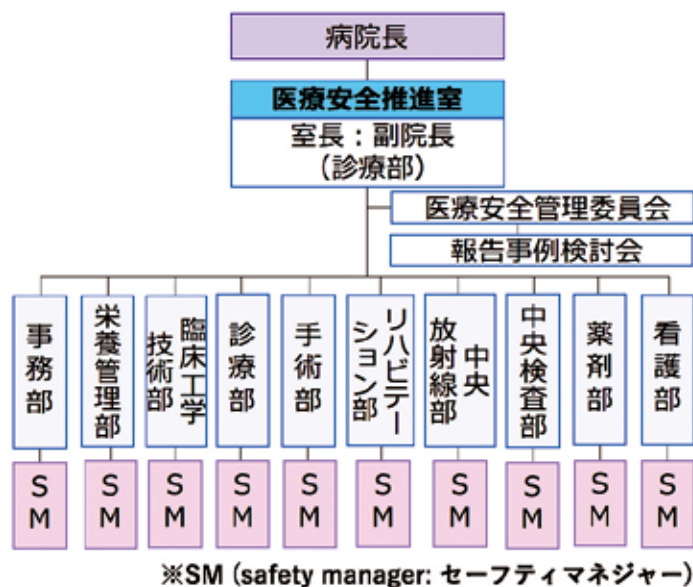 病院長
医療安全推進室
室長：副院長
（診療部）
医療安全管理委員会
報告事例検討会
事務部
栄養管理部
臨床工学
技術部
診療部
手術部
リハビリテー
ション部
中央
放射線部
中央検査部
薬剤部
看護部
SM
SM
SM
SM
SM
SM
SM
SM
SM
SM
※SM (safety manager: セーフティマネジャー)